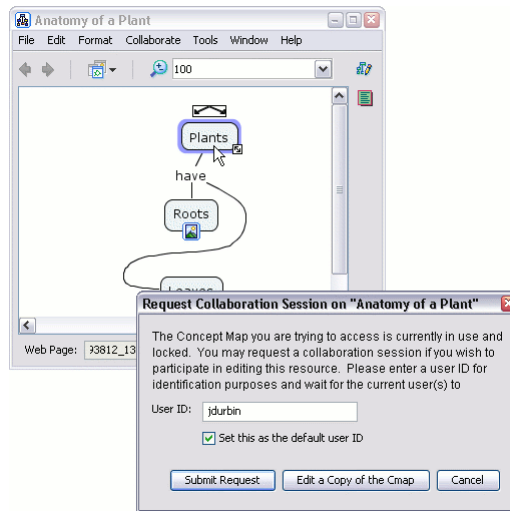 Anatomy of a Plant
File Edit Format Collaborate Tools Window Help
100
Plants
have
Roots
Leaves
Web Page: 93812_13
Request Collaboration Session on "Anatomy of a Plant"
The Concept Map you are trying to access is currently in use and
locked. You may request a collaboration session if you wish to
participate in editing this resource. Please enter a user ID for
identification purposes and wait for the current user(s) to
User ID: jdurbin
Set this as the default user ID
Submit Request Edit a Copy of the Cmap Cancel